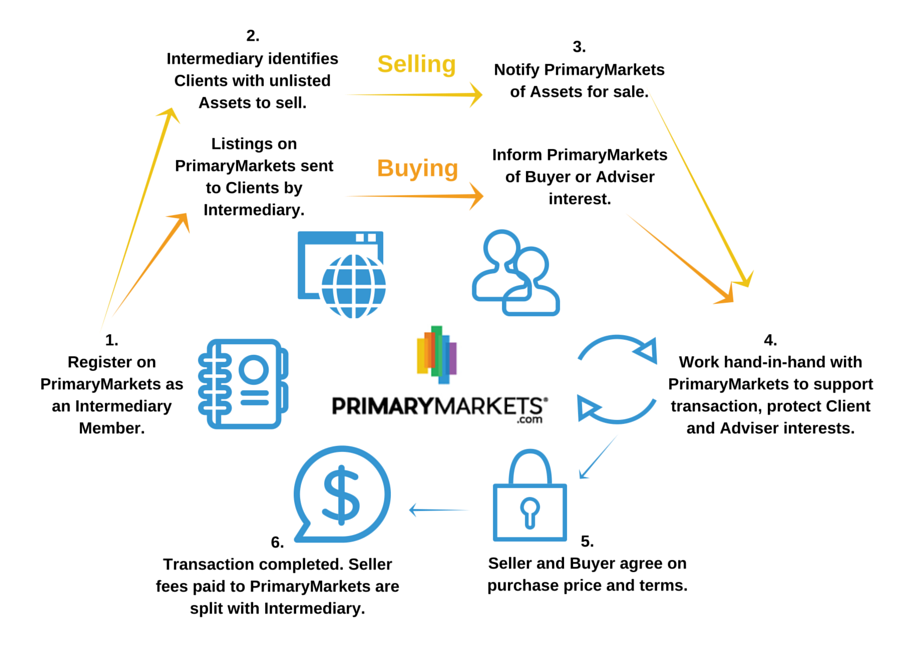 1.
Register on
PrimaryMarkets as
an Intermediary
Member.
2.
Intermediary identifies
Clients with unlisted
Assets to sell.
Selling
3.
Notify PrimaryMarkets
of Assets for sale.
Listings on
PrimaryMarkets sent
to Clients by
Intermediary.
Buying
Inform PrimaryMarkets
of Buyer or Adviser
interest.
4.
Work hand-in-hand with
PrimaryMarkets to support
transaction, protect Client
and Adviser interests.
5.
Seller and Buyer agree on
purchase price and terms.
$
6.
Transaction completed. Seller
fees paid to PrimaryMarkets are
split with Intermediary.
PRIMARYMARKETS®
.com